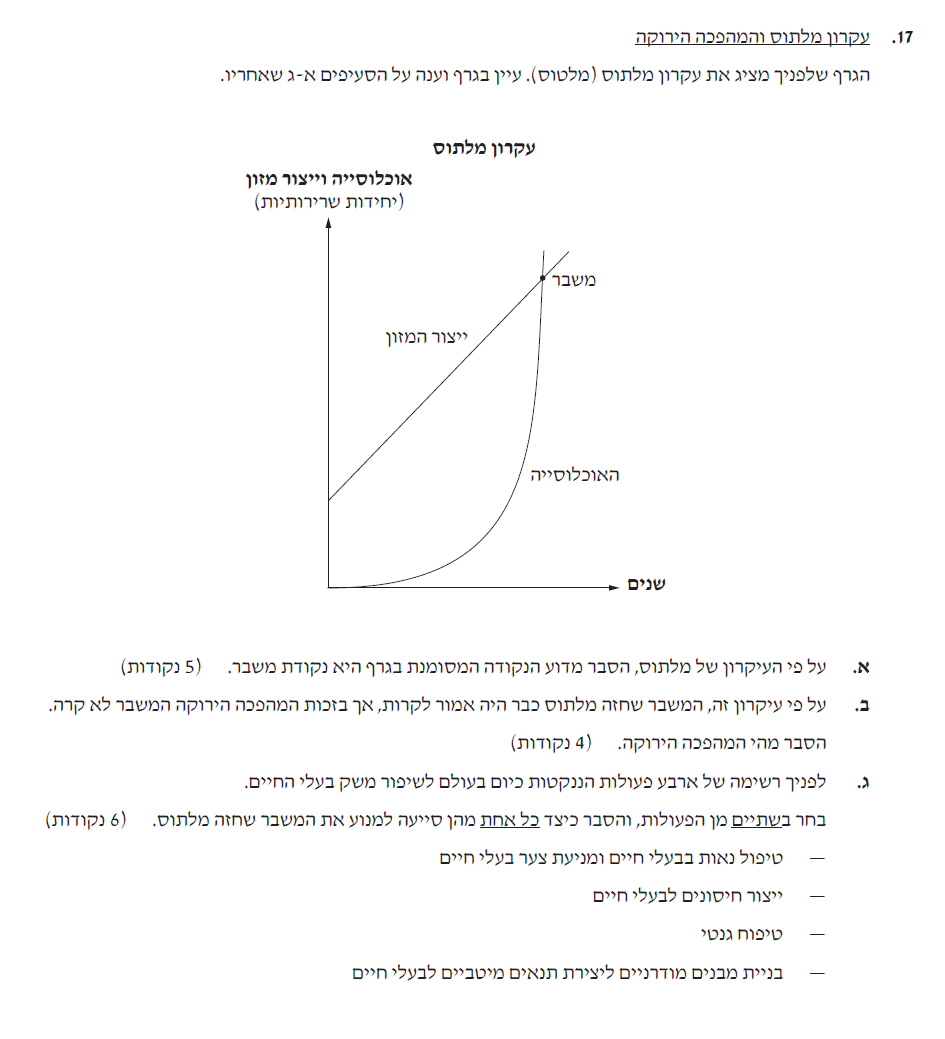 17. עקרון מלתוס והמהפכה הירוקה
הגרף שלפניך מציג את עקרון מלתוס (מלטוס). עיין בגרף וענה על הסעיפים א-ג שאחריו.
עקרון מלתוס
אוכלוסייה וייצור מזון
(יחידות שרירותיות)
משבר
ייצור המזון
האוכלוסייה
שנים
א. על פי העיקרון של מלתוס, הסבר מדוע הנקודה המסומנת בגרף היא נקודת משבר. (5 נקודות)
ב. על פי עיקרון זה, המשבר שחזה מלתוס כבר היה אמור לקרות, אך בזכות המהפכה הירוקה המשבר לא קרה.
הסבר מהי המהפכה הירוקה. (4 נקודות)
ג. לפניך רשימה של ארבע פעולות הננקטות כיום בעולם לשיפור משק בעלי החיים.
בחר בשתיים מן הפעולות, והסבר כיצד כל אחת מהן סייעה למנוע את המשבר שחזה מלתוס. (6 נקודות)
— טיפול נאות בבעלי חיים ומניעת צער בעלי חיים
— ייצור חיסונים לבעלי חיים
— טיפוח גנטי
— בניית מבנים מודרניים ליצירת תנאים מיטביים לבעלי חיים